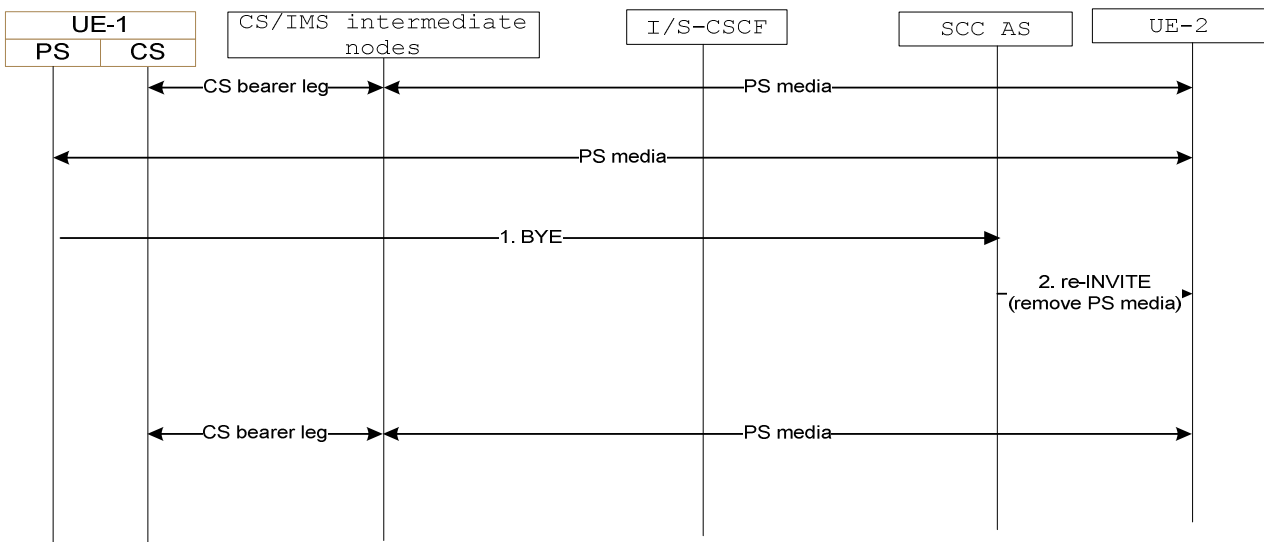 UE-1
PS
CS
CS/IMS intermediate
nodes
I/S-CSCF
SCC AS
UE-2
CS bearer leg
PS media
PS media
1. BYE
2. re-INVITE
(remove PS media)
CS bearer leg
PS media